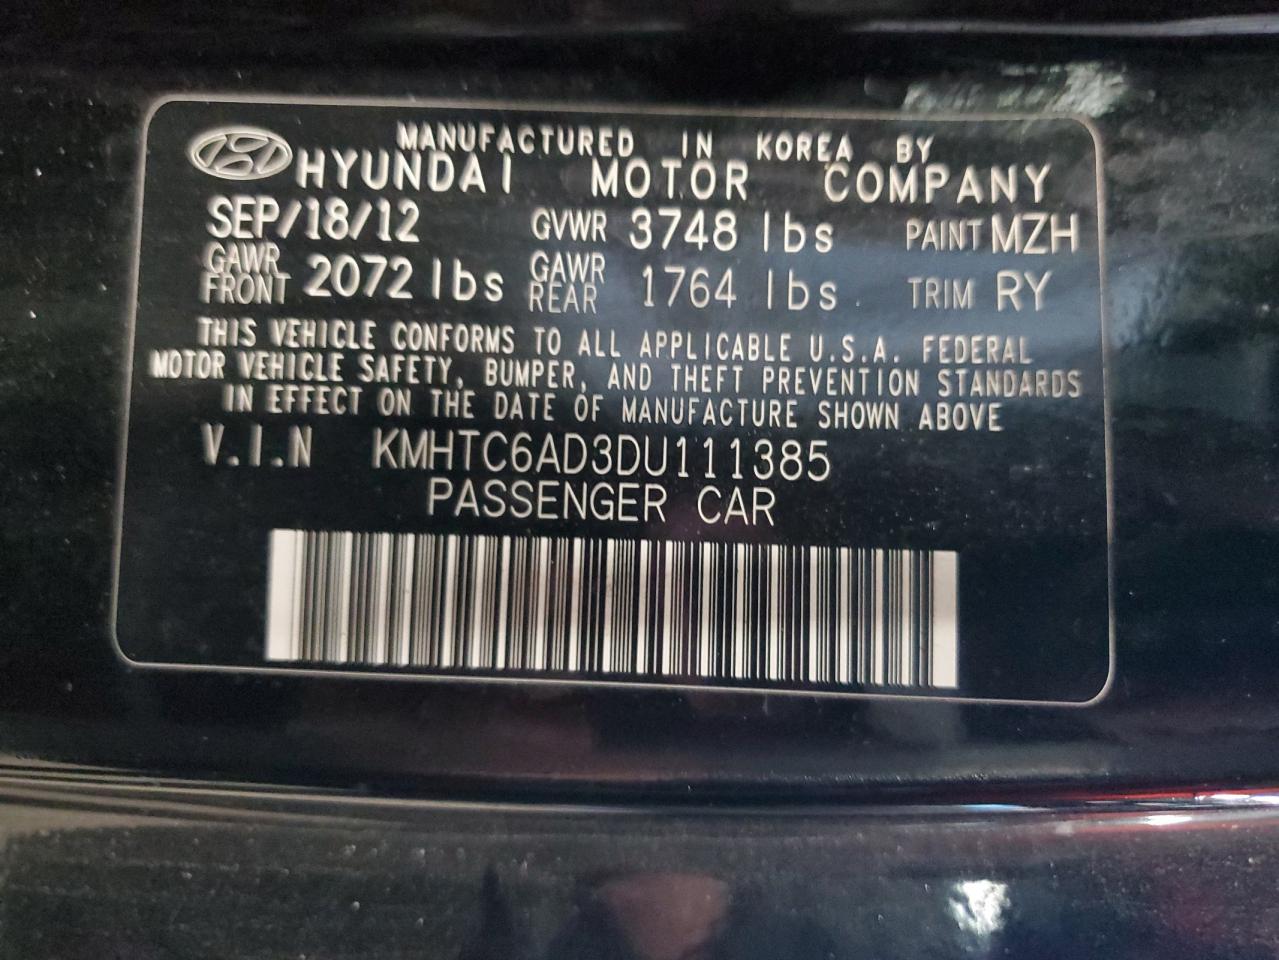 MANUFACTURED IN KOREA BY
HYUNDAI MOTOR COMPANY
SEP/18/12 GVWR 3748 lbs PAINT MZH
GAWR FRONT 2072 lbs GAWR REAR 1764 lbs TRIM RY
THIS VEHICLE CONFORMS TO ALL APPLICABLE U.S.A. FEDERAL
MOTOR VEHICLE SAFETY, BUMPER, AND THEFT PREVENTION STANDARDS
IN EFFECT ON THE DATE OF MANUFACTURE SHOWN ABOVE
V.I.N KMHTC6AD3DU111385
PASSENGER CAR